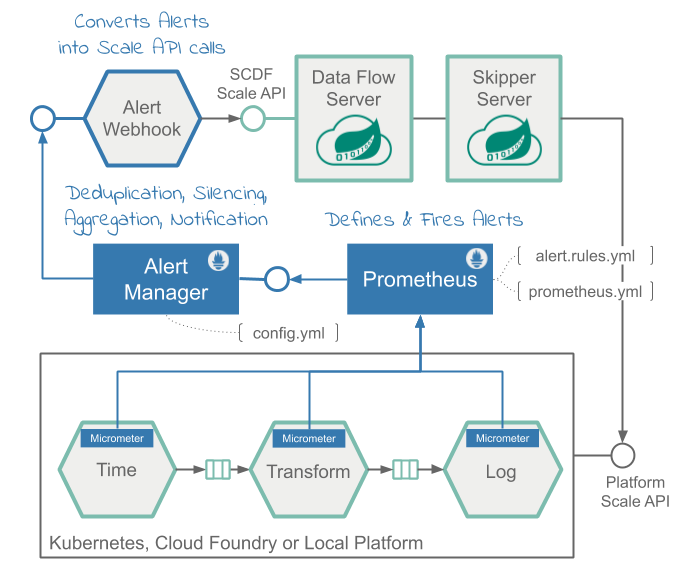 Converts Alerts
into Scale API calls
Alert
Webhook
SCDF
Scale API
Data Flow
Server
Skipper
Server
Deduplication, Silencing,
Aggregation, Notification
Defines & Fires Alerts
Alert
Manager
Prometheus
alert.rules.yml
prometheus.yml
config.yml
Micrometer
Time
Micrometer
Transform
Micrometer
Log
Platform
Scale API
Kubernetes, Cloud Foundry or Local Platform